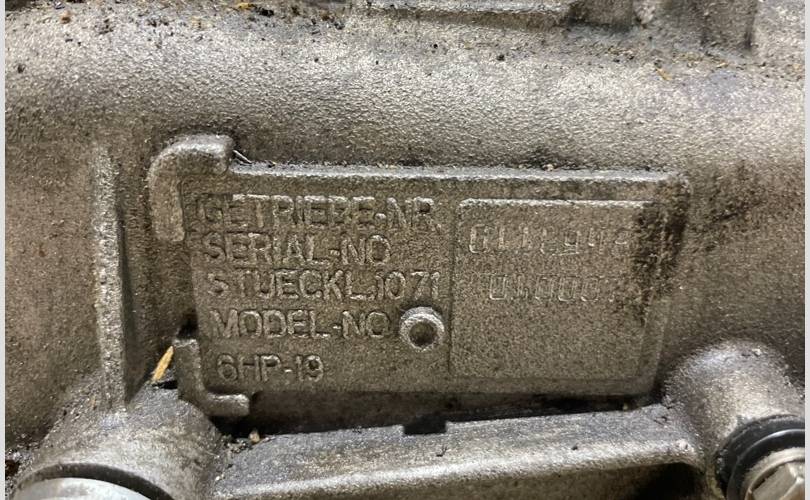 GETRIEBE-NR.
SERIAL-NO
STUECKL.1071
MODEL-NO
6HP-19